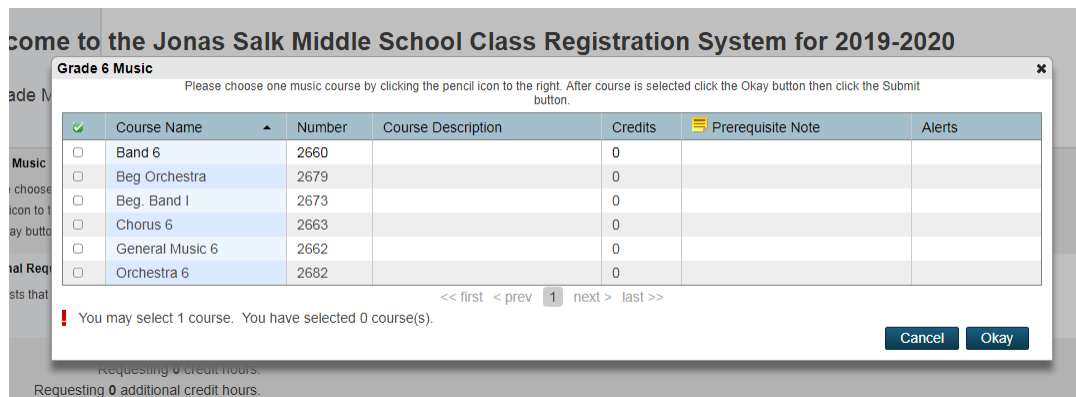 come to the Jonas Salk Middle School Class Registration System for 2019-2020
Grade 6 Music
Please choose one music course by clicking the pencil icon to the right. After course is selected click the Okay button then click the Submit
button.
Course Name Number Course Description Credits Prerequisite Note Alerts
Band 6 2660 0
Beg Orchestra 2679 0
Beg. Band I 2673 0
Chorus 6 2663 0
General Music 6 2662 0
Orchestra 6 2682 0
<< first < prev 1 next > last >>
! You may select 1 course. You have selected 0 course(s).
Cancel Okay
ade M
Music
choose
icon to t
ay butto
nal Requ
sts that
Requesting 0 credit hours.
Requesting 0 additional credit hours.